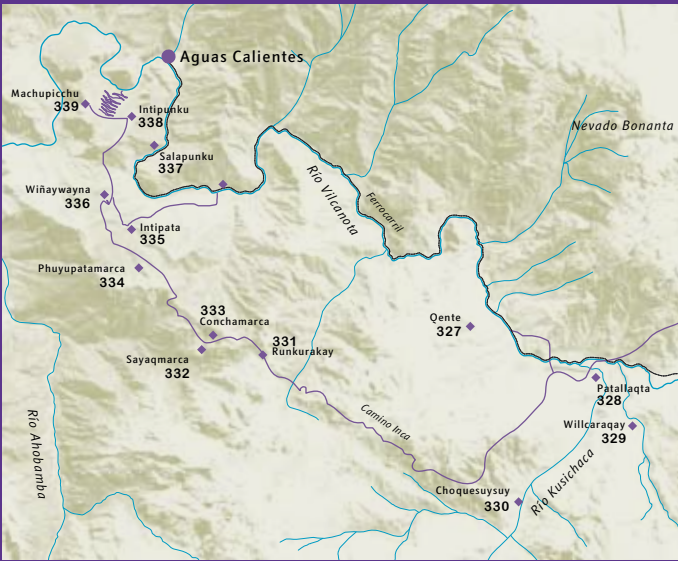 Aguas Calientes
Machupicchu
339
Intipunku
338
Nevado Bonanta
Salapunku
337
Wiñaywayna
336
Río Vilcanota
Ferrocarril
Intipata
335
Phuyupatamarca
334
333
Conchamarca
331
Runkurakay
Qente
327
Sayaqmarca
332
Patallaqta
328
Camino Inca
Willcaraqay
329
Río Ahobamba
Choquesuysuy
330
Río Kusichaca